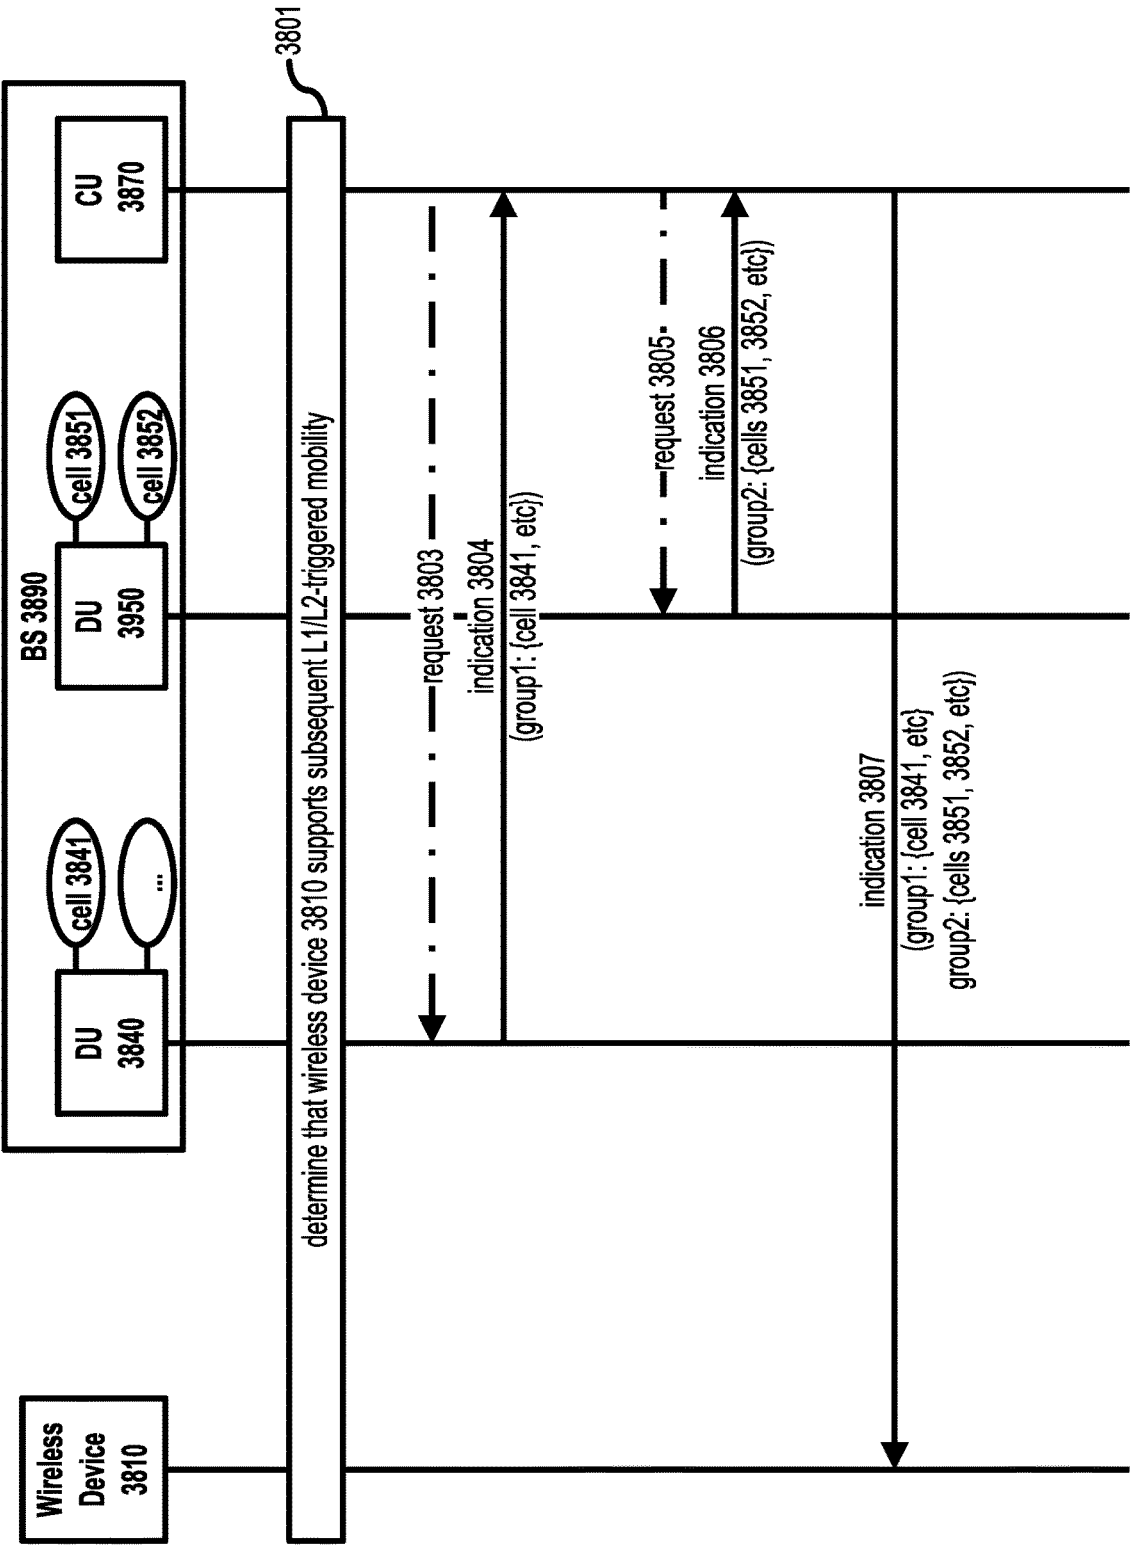 BS 3890
Wireless
Device
3810
DU
3840
cell 3841
...
DU
3950
cell 3851
cell 3852
CU
3870
3801
determine that wireless device 3810 supports subsequent L1/L2-triggered mobility
request 3803
indication 3804
(group1: {cell 3841, etc})
request 3805
indication 3806
(group2: {cells 3851, 3852, etc})
indication 3807
(group1: {cell 3841, etc}
group2: {cells 3851, 3852, etc})